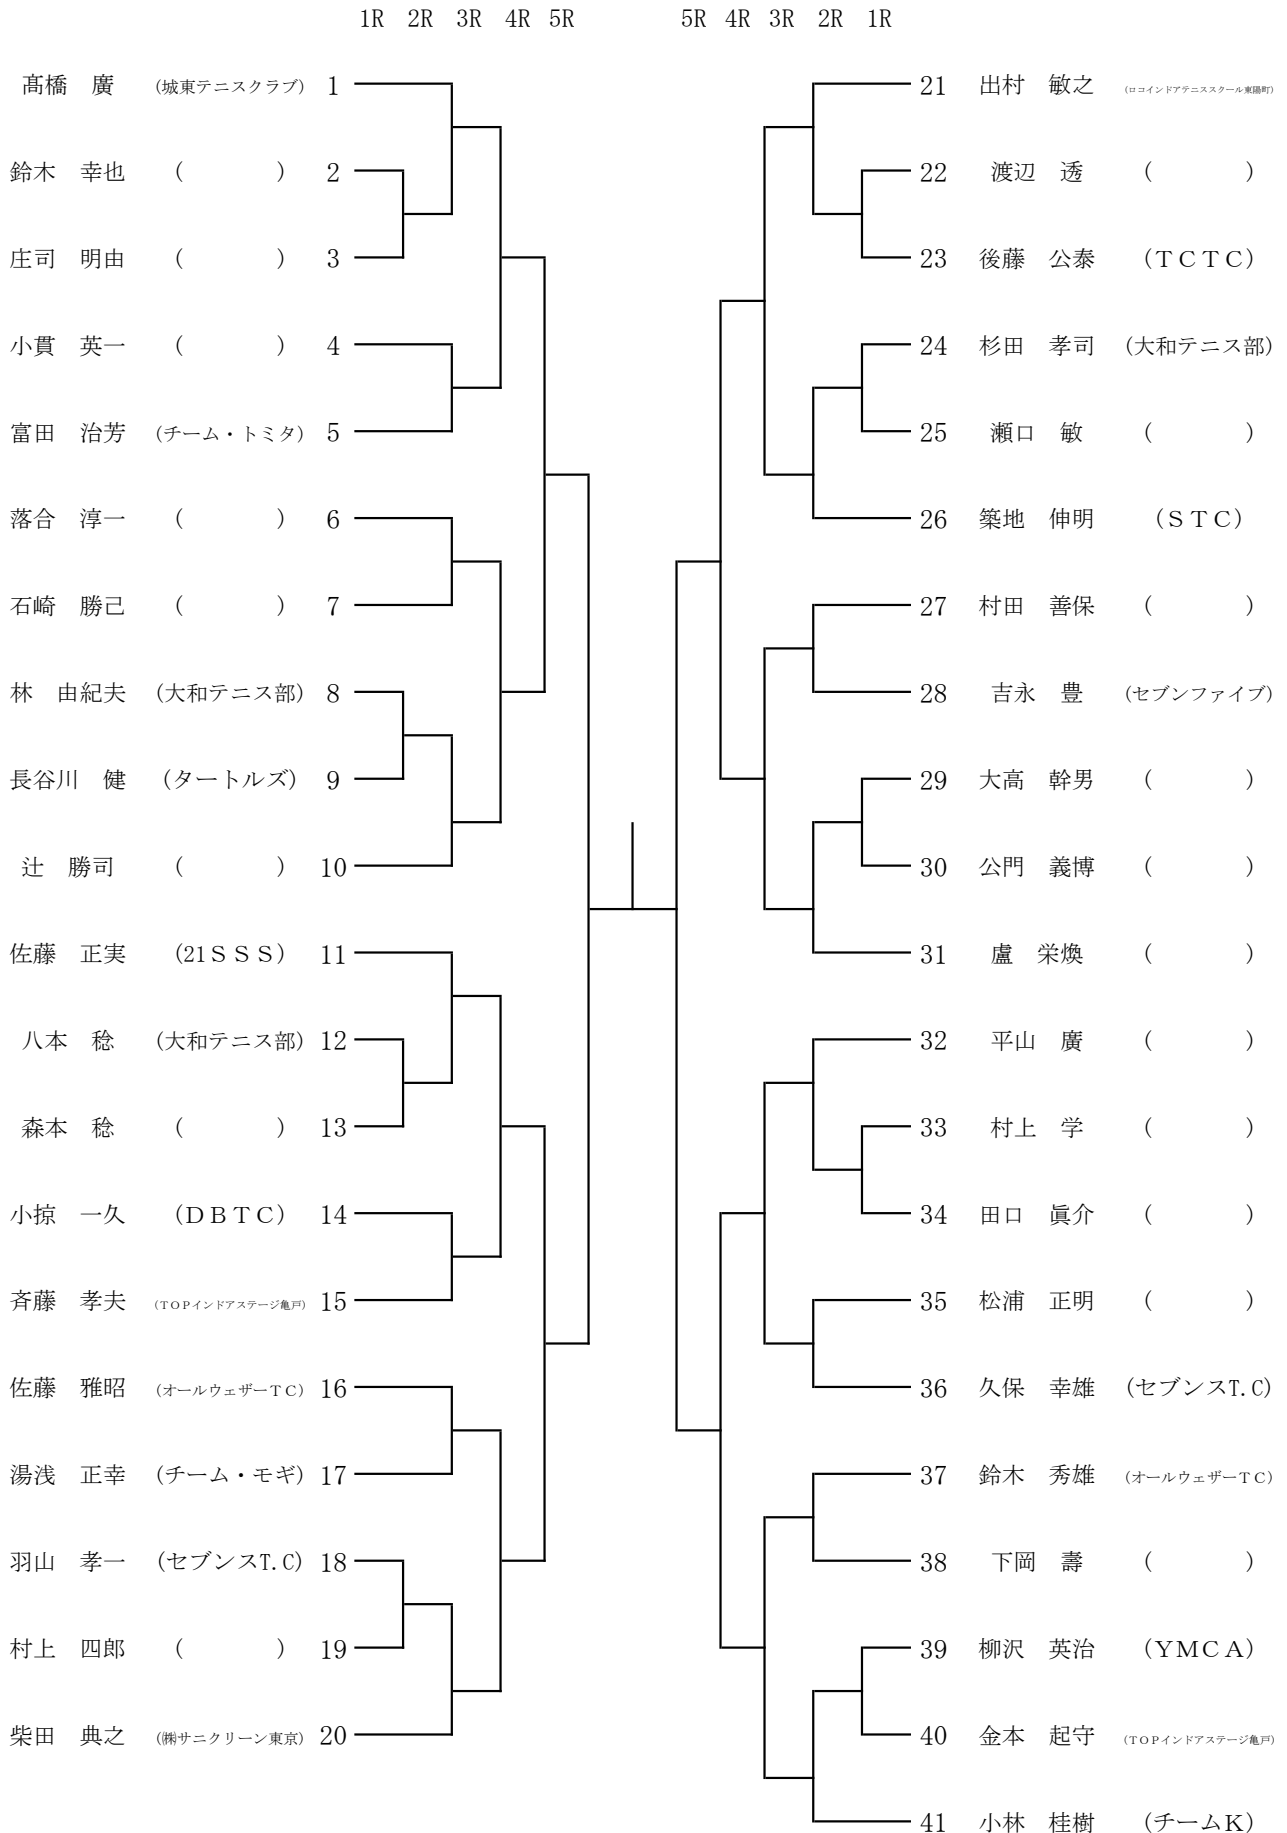 1R 2R 3R 4R 5R 5R 4R 3R 2R 1R
髙橋 廣 (城東テニスクラブ) 1
鈴木 幸也 ( ) 2
庄司 明由 ( ) 3
小貫 英一 ( ) 4
富田 治芳 (チーム・トミタ) 5
落合 淳一 ( ) 6
石崎 勝己 ( ) 7
林 由紀夫 (大和テニス部) 8
長谷川 健 (タートルズ) 9
辻 勝司 ( ) 10
佐藤 正実 (21ＳＳＳ) 11
八本 稔 (大和テニス部) 12
森本 稔 ( ) 13
小掠 一久 (ＤＢＴＣ) 14
斉藤 孝夫 (ＴＯＰインドアステージ亀戸) 15
佐藤 雅昭 (オールウェザーＴＣ) 16
湯浅 正幸 (チーム・モギ) 17
羽山 孝一 (セブンスT.C) 18
村上 四郎 ( ) 19
柴田 典之 (㈱サニクリーン東京) 20
21 出村 敏之 (ロコインドアテニススクール東陽町)
22 渡辺 透 ( )
23 後藤 公泰 (ＴＣＴＣ)
24 杉田 孝司 (大和テニス部)
25 瀬口 敏 ( )
26 築地 伸明 (ＳＴＣ)
27 村田 善保 ( )
28 吉永 豊 (セブンファイブ)
29 大高 幹男 ( )
30 公門 義博 ( )
31 盧 栄煥 ( )
32 平山 廣 ( )
33 村上 学 ( )
34 田口 眞介 ( )
35 松浦 正明 ( )
36 久保 幸雄 (セブンスT.C)
37 鈴木 秀雄 (オールウェザーＴＣ)
38 下岡 壽 ( )
39 柳沢 英治 (ＹＭＣＡ)
40 金本 起守 (ＴＯＰインドアステージ亀戸)
41 小林 桂樹 (チームＫ)